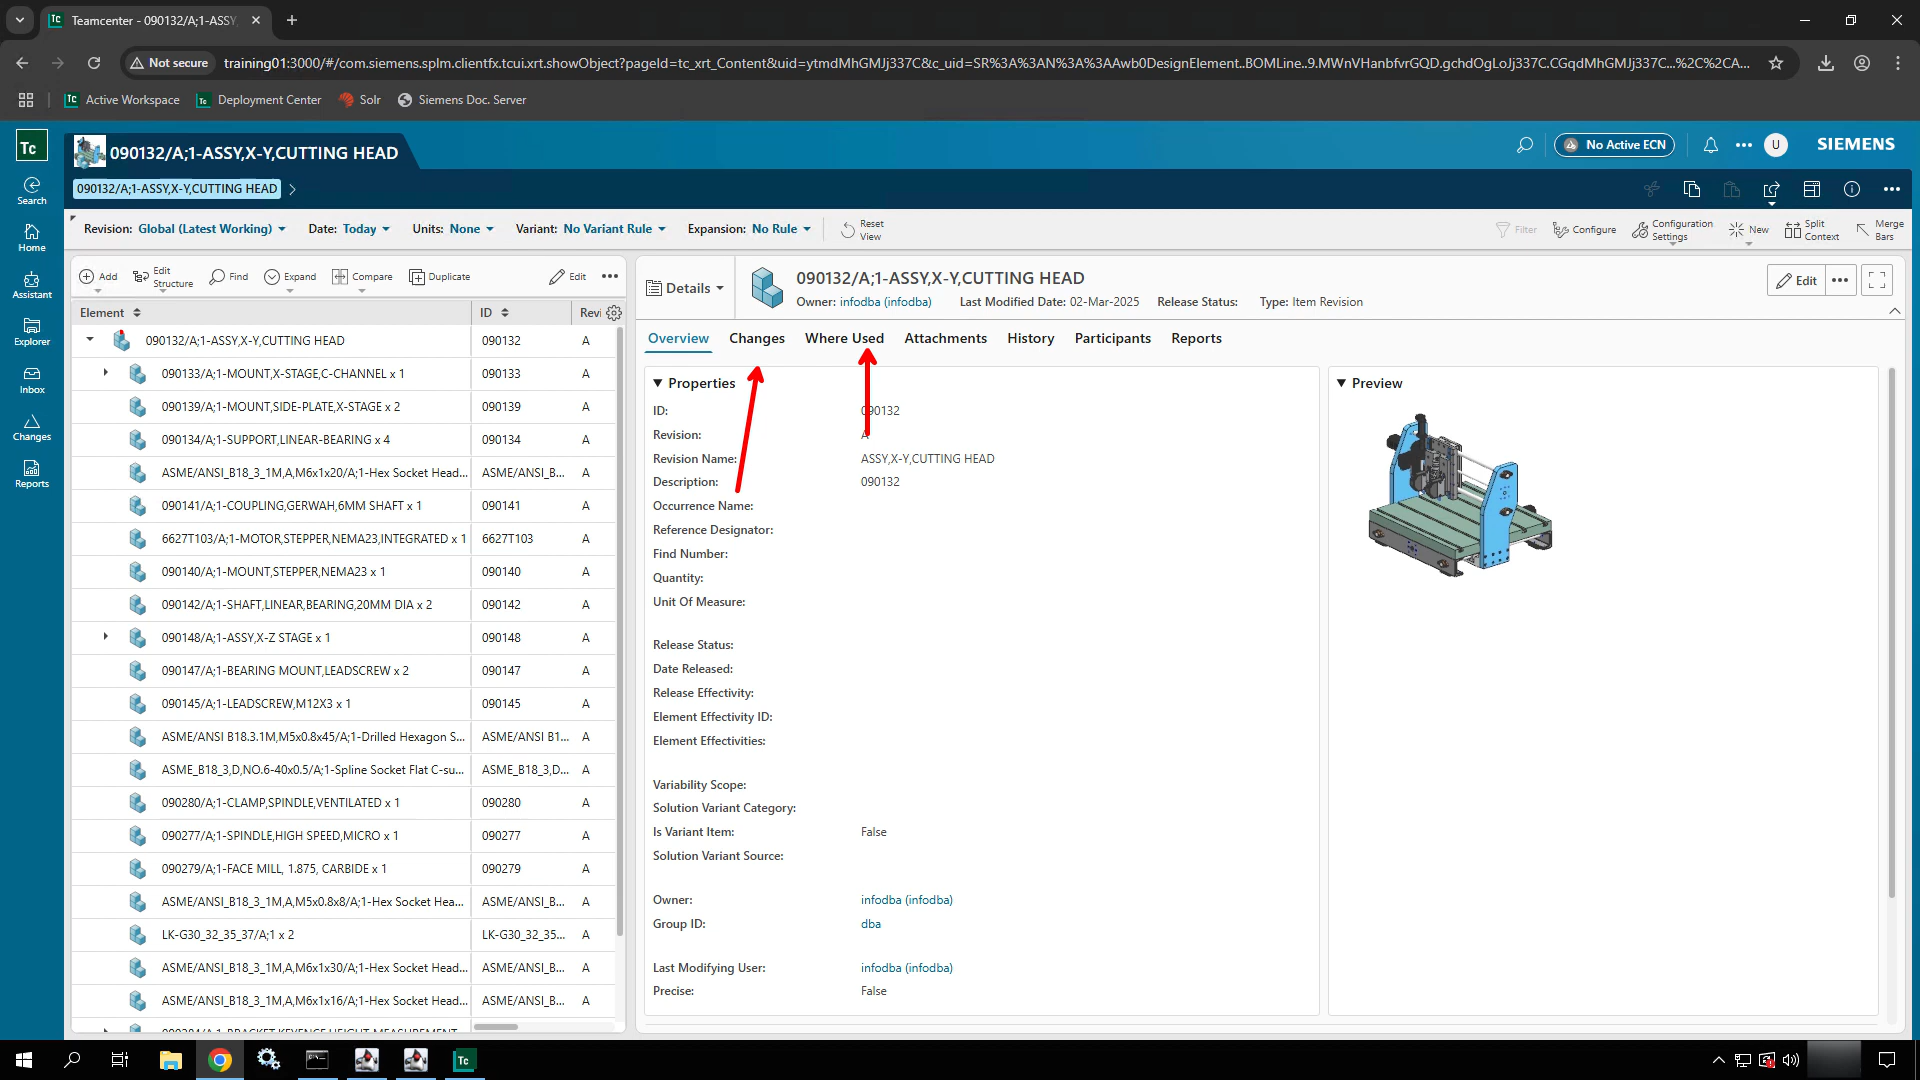 Teamcenter - 090132/A;1-ASSY,
Not secure
training01:3000/#/com.siemens.splm.clientfx.tcui.xrt.showObject?pageId=tc_xrt_Content&uid=ytmdMhGMJj337C&c_uid=SR%3A%3AN%3A%3AAwb0DesignElement..BOMLine..9.MWnVHanbfvrGQD.gchdOgLoJj337C.CGqdMhGMJj337C...%2C%2CA...
Tc Active Workspace
Tc Deployment Center
Solr
Siemens Doc. Server
Tc
090132/A;1-ASSY,X-Y,CUTTING HEAD
No Active ECN
U
SIEMENS
090132/A;1-ASSY,X-Y,CUTTING HEAD
Search
Home
Assistant
Explorer
Inbox
Changes
Reports
Revision: Global (Latest Working)
Date: Today
Units: None
Variant: No Variant Rule
Expansion: No Rule
Reset View
Filter
Configure
Configuration Settings
New
Split Context
Merge Bars
Add
Edit Structure
Find
Expand
Compare
Duplicate
Edit
Element ID Revi
090132/A;1-ASSY,X-Y,CUTTING HEAD 090132 A
090133/A;1-MOUNT,X-STAGE,C-CHANNEL x 1 090133 A
090139/A;1-MOUNT,SIDE-PLATE,X-STAGE x 2 090139 A
090134/A;1-SUPPORT,LINEAR-BEARING x 4 090134 A
ASME/ANSI_B18_3_1M,A,M6x1x20/A;1-Hex Socket Head... ASME/ANSI_B... A
090141/A;1-COUPLING,GERWAH,6MM SHAFT x 1 090141 A
6627T103/A;1-MOTOR,STEPPER,NEMA23,INTEGRATED x 1 6627T103 A
090140/A;1-MOUNT,STEPPER,NEMA23 x 1 090140 A
090142/A;1-SHAFT,LINEAR,BEARING,20MM DIA x 2 090142 A
090148/A;1-ASSY,X-Z STAGE x 1 090148 A
090147/A;1-BEARING MOUNT,LEADSCREW x 2 090147 A
090145/A;1-LEADSCREW,M12X3 x 1 090145 A
ASME/ANSI B18.3.1M,M5x0.8x45/A;1-Drilled Hexagon S... ASME/ANSI B1... A
ASME_B18_3,D,NO.6-40x0.5/A;1-Spline Socket Flat C-su... ASME_B18_3,D... A
090280/A;1-CLAMP,SPINDLE,VENTILATED x 1 090280 A
090277/A;1-SPINDLE,HIGH SPEED,MICRO x 1 090277 A
090279/A;1-FACE MILL, 1.875, CARBIDE x 1 090279 A
ASME/ANSI_B18_3_1M,A,M5x0.8x8/A;1-Hex Socket Hea... ASME/ANSI_B... A
LK-G30_32_35_37/A;1 x 2 LK-G30_32_35... A
ASME/ANSI_B18_3_1M,A,M6x1x30/A;1-Hex Socket Head... ASME/ANSI_B... A
ASME/ANSI_B18_3_1M,A,M6x1x16/A;1-Hex Socket Head... ASME/ANSI_B... A
Details
090132/A;1-ASSY,X-Y,CUTTING HEAD
Owner: infodba (infodba) Last Modified Date: 02-Mar-2025 Release Status: Type: Item Revision
Edit
Overview Changes Where Used Attachments History Participants Reports
Properties
ID: 090132
Revision: A
Revision Name: ASSY,X-Y,CUTTING HEAD
Description: 090132
Occurrence Name:
Reference Designator:
Find Number:
Quantity:
Unit Of Measure:
Release Status:
Date Released:
Release Effectivity:
Element Effectivity ID:
Element Effectivities:
Variability Scope:
Solution Variant Category:
Is Variant Item: False
Solution Variant Source:
Owner: infodba (infodba)
Group ID: dba
Last Modifying User: infodba (infodba)
Precise: False
Preview
Tc